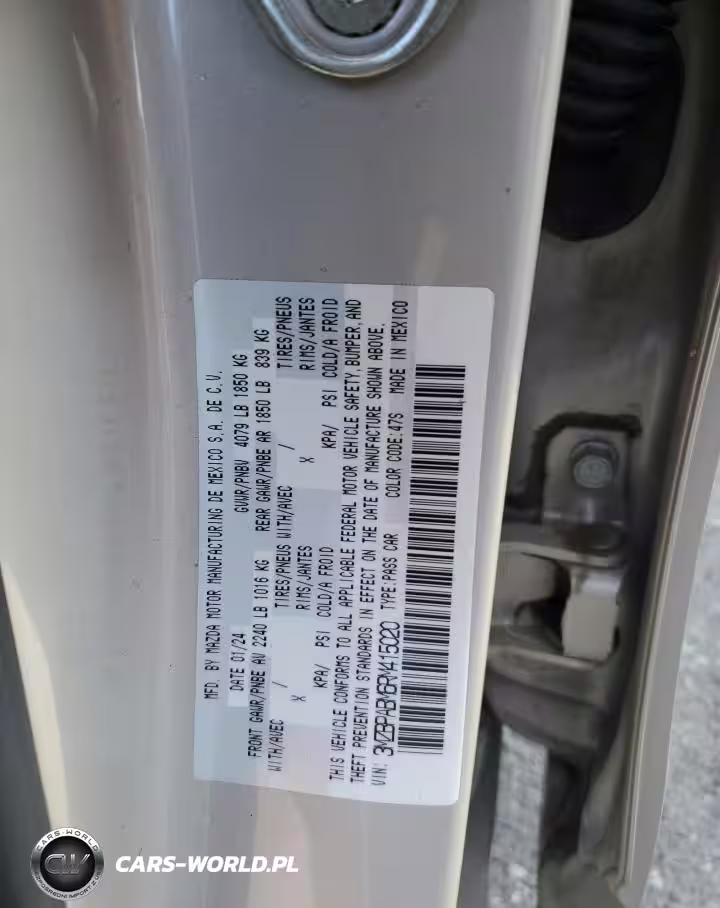 MFD. BY MAZDA MOTOR MANUFACTURING DE MEXICO S.A. DE C.V.
DATE 01/24 GVWR/PNBV 4079 LB 1850 KG
FRONT GAWR/PNBE AV 2240 LB 1016 KG REAR GAWR/PNBE AR 1850 LB 839 KG
WITH/AVEC / TIRES/PNEUS WITH/AVEC / TIRES/PNEUS
X RIMS/JANTES X RIMS/JANTES
KPA/ PSI COLD/A FROID KPA/ PSI COLD/A FROID
THIS VEHICLE CONFORMS TO ALL APPLICABLE FEDERAL MOTOR VEHICLE SAFETY, BUMPER, AND
THEFT PREVENTION STANDARDS IN EFFECT ON THE DATE OF MANUFACTURE SHOWN ABOVE.
VIN: 3MZBPABM6RM415020 TYPE:PASS CAR COLOR CODE:47S MADE IN MEXICO
CARS-WORLD
CW
CARS-WORLD.PL